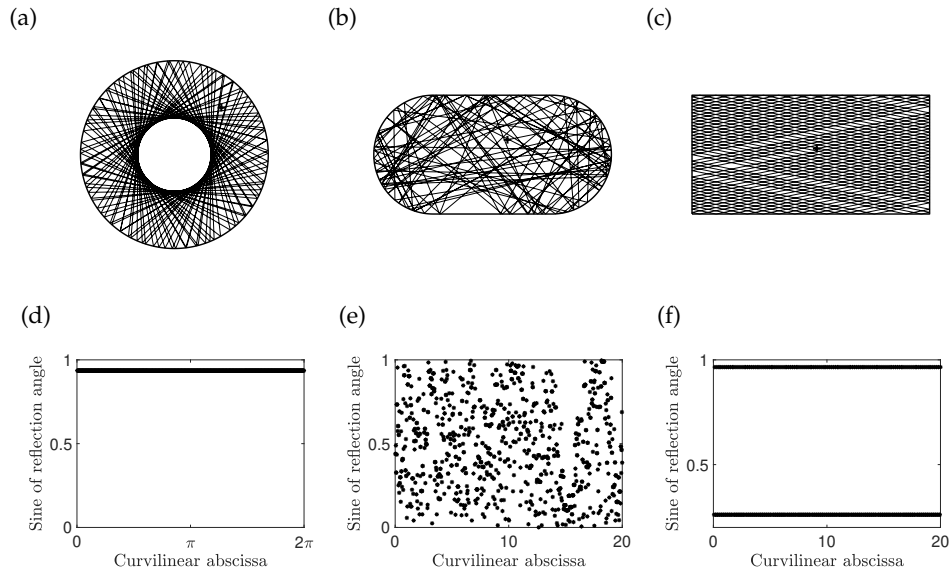 (a)
(b)
(c)
(d)
(e)
(f)
Sine of reflection angle
1
0.5
0
0
π
2π
Curvilinear abscissa
Sine of reflection angle
1
0.5
0
0
10
20
Curvilinear abscissa
Sine of reflection angle
1
0.5
0
10
20
Curvilinear abscissa